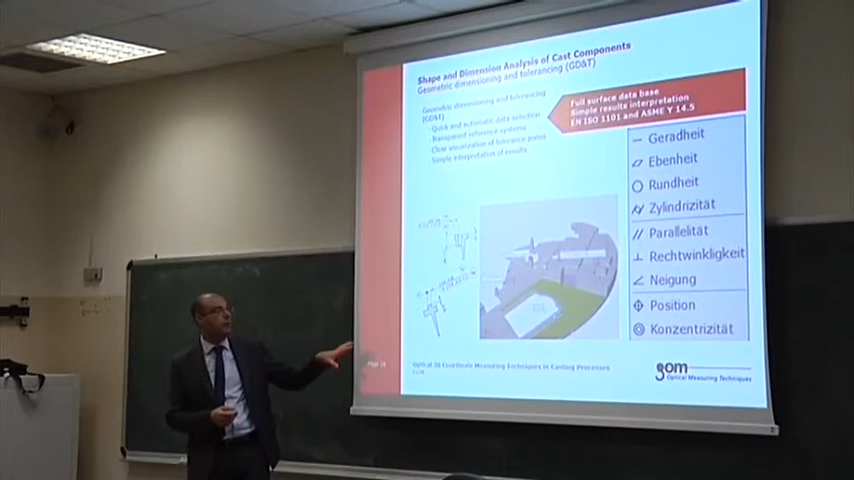 Shape and Dimension Analysis of Cast Components
Geometric dimensioning and tolerancing (GD&T)
Geometric dimensioning and tolerancing
(GD&T)
- Quick and automatic data selection
- Transparent reference systems
- Clear visualization of tolerance zones
- Simple interpretation of results
Full surface data base
Simple results interpretation
EN ISO 1101 and ASME Y 14.5
Geradheit
Ebenheit
Rundheit
Zylindrizität
Parallelität
Rechtwinkligkeit
Neigung
Position
Konzentrizität
Optical 3D Coordinate Measuring Techniques in Casting Processes
gom
Optical Measuring Techniques